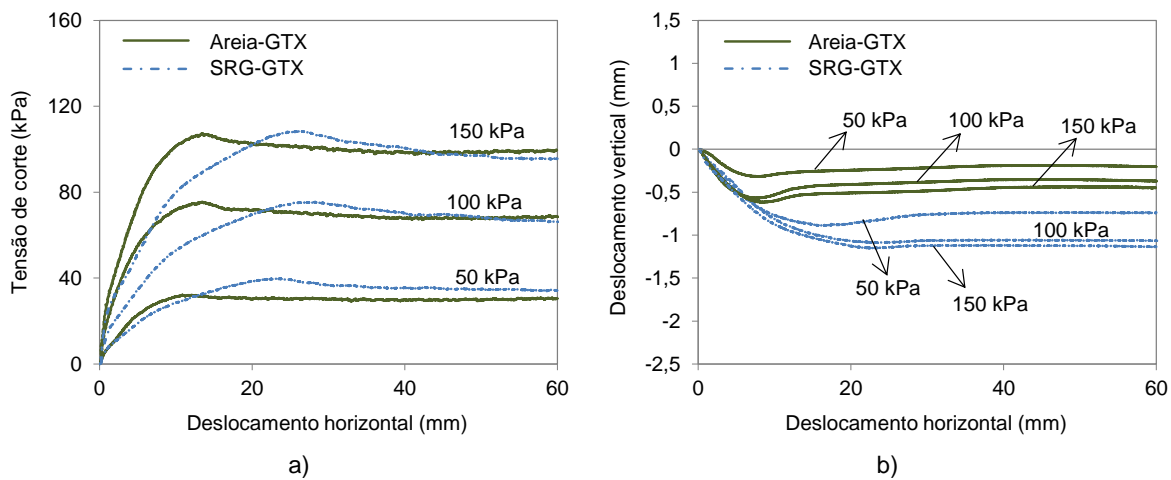 160
120
80
40
0
Tensão de corte (kPa)
Areia-GTX
SRG-GTX
150 kPa
100 kPa
50 kPa
0
20
40
60
Deslocamento horizontal (mm)
a)
1,5
1
0,5
0
-0,5
-1
-1,5
-2
-2,5
Deslocamento vertical (mm)
Areia-GTX
SRG-GTX
50 kPa
100 kPa
150 kPa
100 kPa
50 kPa
150 kPa
0
20
40
60
Deslocamento horizontal (mm)
b)